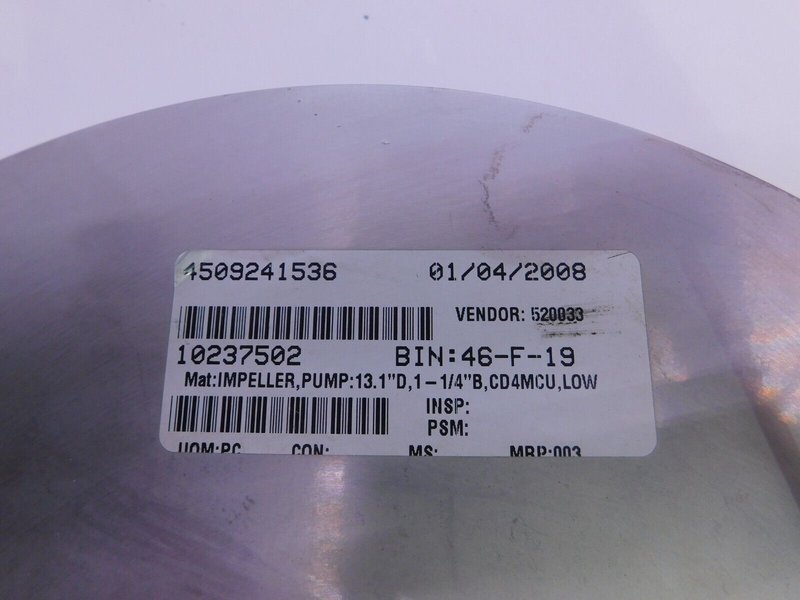 4509241536 01/04/2008
VENDOR: 520033
10237502 BIN:46-F-19
Mat:IMPELLER,PUMP:13.1"D,1-1/4"B,CD4MCU,LOW
INSP:
PSM:
UOM:PC CON: MS: MRP:003